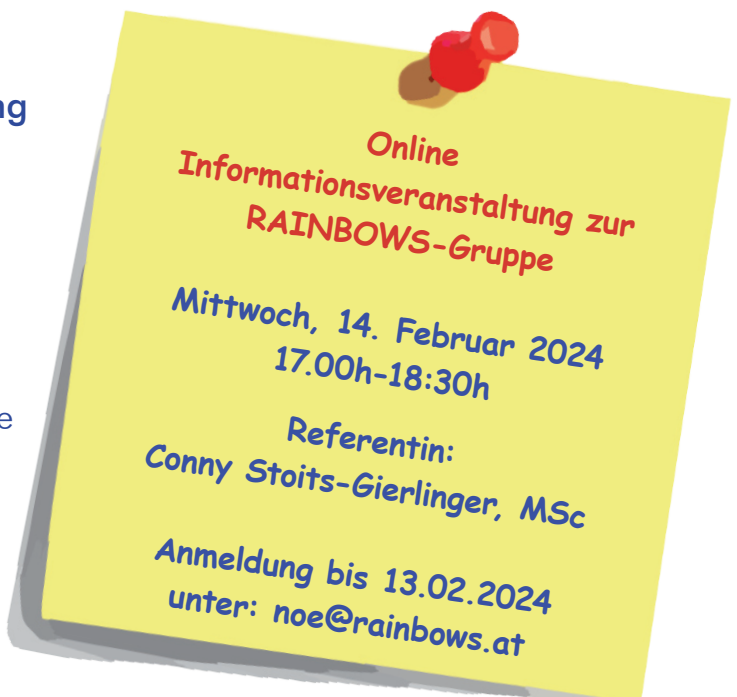 ng
e
Online
Informationsveranstaltung zur
RAINBOWS-Gruppe
Mittwoch, 14. Februar 2024
17.00h-18:30h
Referentin:
Conny Stoits-Gierlinger, MSc
Anmeldung bis 13.02.2024
unter: noe@rainbows.at